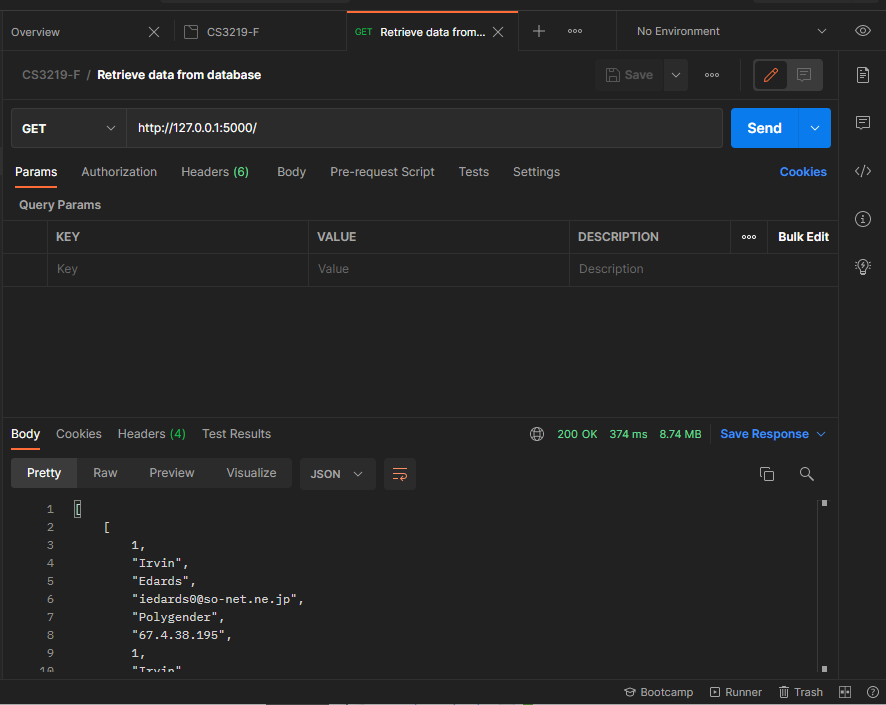 Overview CS3219-F GET Retrieve data from... No Environment
CS3219-F / Retrieve data from database Save
GET http://127.0.0.1:5000/ Send
Params Authorization Headers (6) Body Pre-request Script Tests Settings Cookies
Query Params
KEY VALUE DESCRIPTION Bulk Edit
Key Value Description
Body Cookies Headers (4) Test Results 200 OK 374 ms 8.74 MB Save Response
Pretty Raw Preview Visualize JSON
1 [
2 [
3 1,
4 "Irvin",
5 "Edards",
6 "iedards0@so-net.ne.jp",
7 "Polygender",
8 "67.4.38.195",
9 1,
10 "Irvin"
Bootcamp Runner Trash